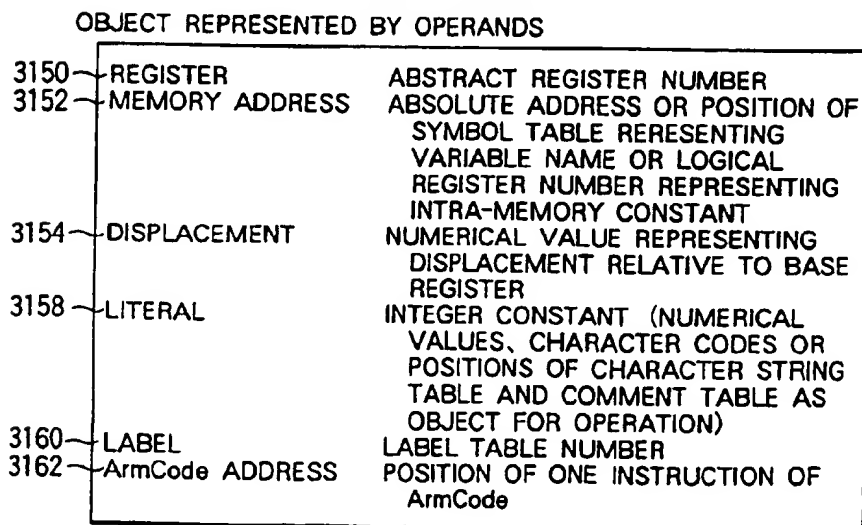 OBJECT REPRESENTED BY OPERANDS
3150 REGISTER ABSTRACT REGISTER NUMBER
3152 MEMORY ADDRESS ABSOLUTE ADDRESS OR POSITION OF
SYMBOL TABLE RERESENTING
VARIABLE NAME OR LOGICAL
REGISTER NUMBER REPRESENTING
INTRA-MEMORY CONSTANT
3154 DISPLACEMENT NUMERICAL VALUE REPRESENTING
DISPLACEMENT RELATIVE TO BASE
REGISTER
3158 LITERAL INTEGER CONSTANT (NUMERICAL
VALUES、CHARACTER CODES OR
POSITIONS OF CHARACTER STRING
TABLE AND COMMENT TABLE AS
OBJECT FOR OPERATION)
3160 LABEL LABEL TABLE NUMBER
3162 ArmCode ADDRESS POSITION OF ONE INSTRUCTION OF
ArmCode